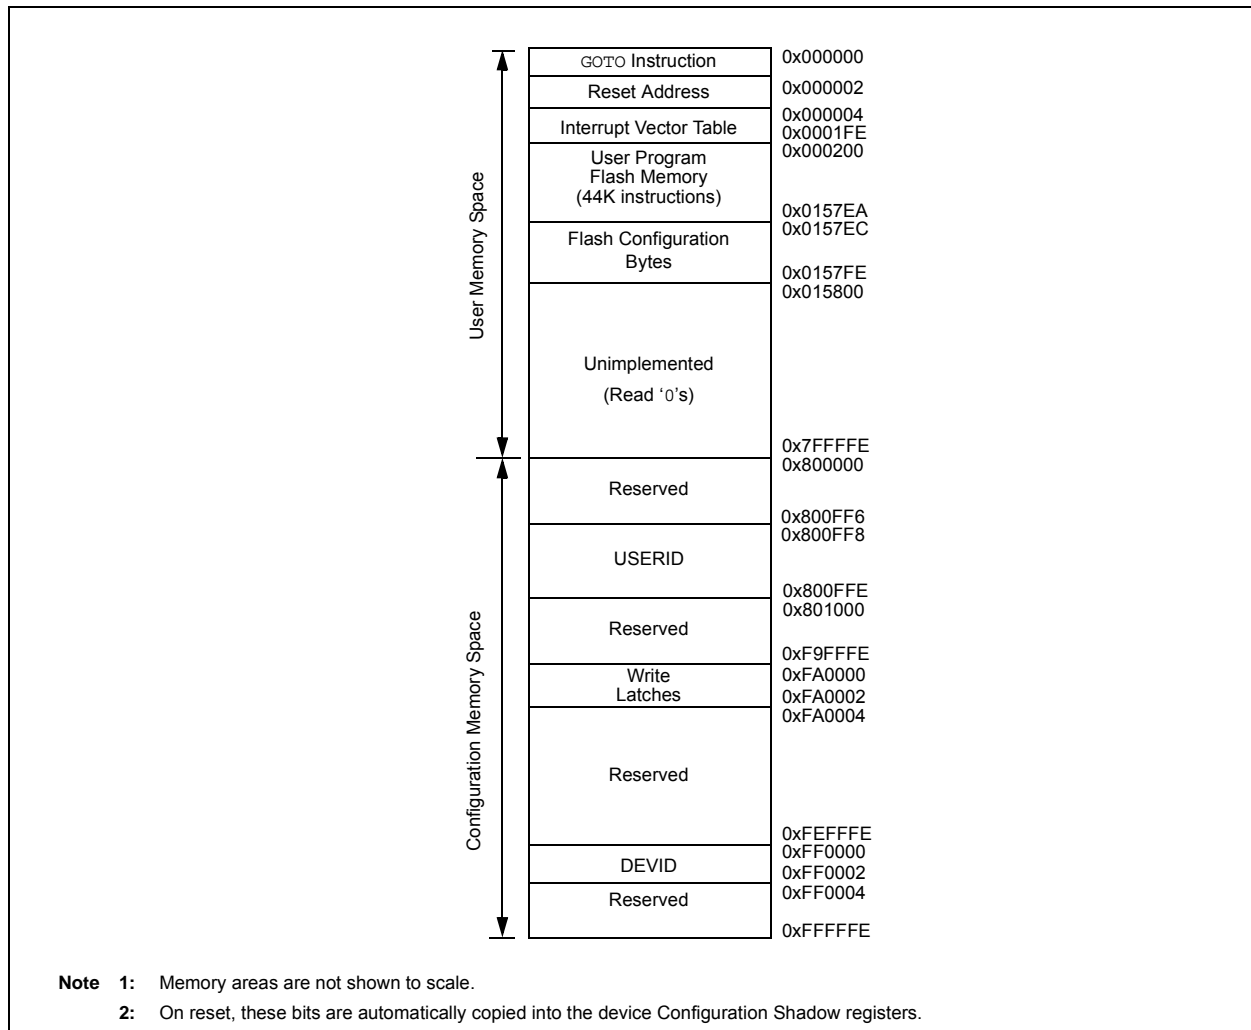 GOTO Instruction
0x000000
Reset Address
0x000002
Interrupt Vector Table
0x000004
0x0001FE
User Program
Flash Memory
(44K instructions)
0x000200
0x0157EA
Flash Configuration
Bytes
0x0157EC
0x0157FE
Unimplemented
(Read ‘0’s)
0x015800
0x7FFFFE
User Memory Space
Reserved
0x800000
0x800FF6
USERID
0x800FF8
0x800FFE
Reserved
0x801000
0xF9FFFE
Write
Latches
0xFA0000
0xFA0002
Reserved
0xFA0004
0xFEFFFE
DEVID
0xFF0000
0xFF0002
Reserved
0xFF0004
0xFFFFFE
Configuration Memory Space
Note 1: Memory areas are not shown to scale.
2: On reset, these bits are automatically copied into the device Configuration Shadow registers.